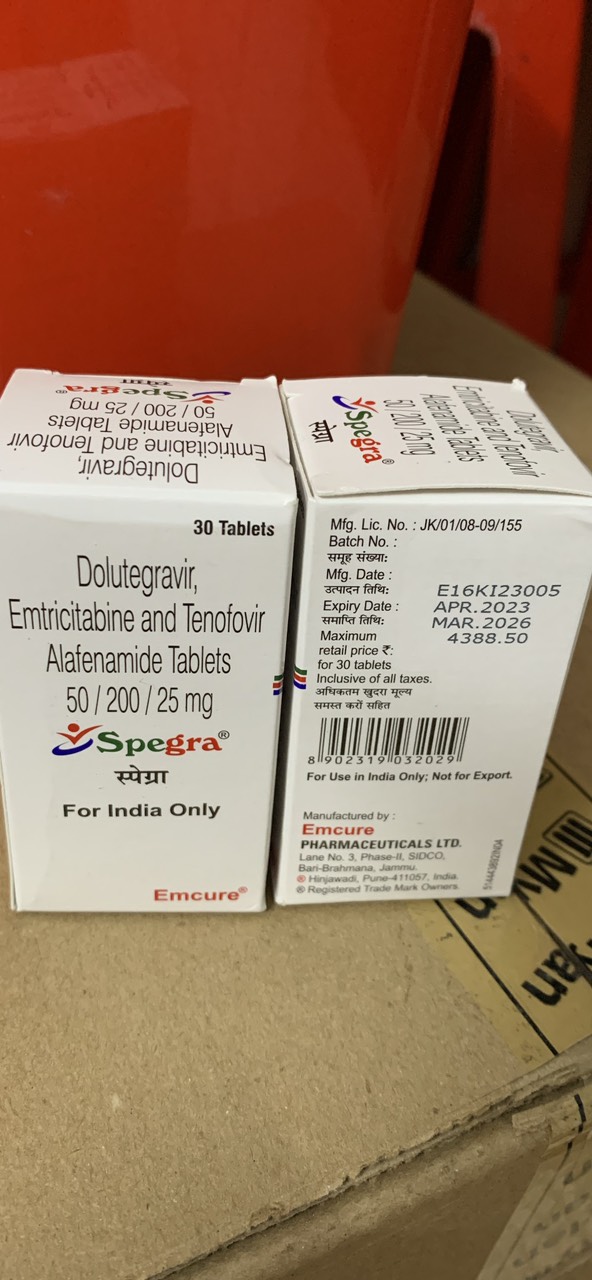 Dolutegravir,
Emtricitabine and Tenofovir
Alafenamide Tablets
50 / 200 / 25 mg
Spegra®
स्पेग्रा
30 Tablets
Dolutegravir,
Emtricitabine and Tenofovir
Alafenamide Tablets
50 / 200 / 25 mg
Spegra®
स्पेग्रा
For India Only
Emcure®
Dolutegravir,
Emtricitabine and Tenofovir
Alafenamide Tablets
50 / 200 / 25 mg
Spegra®
स्पेग्रा
Mfg. Lic. No. : JK/01/08-09/155
Batch No. :
समूह संख्या: E16KI23005
Mfg. Date :
उत्पादन तिथि: APR.2023
Expiry Date :
समाप्ति तिथि: MAR.2026
Maximum 4388.50
retail price ₹:
for 30 tablets
Inclusive of all taxes.
अधिकतम खुदरा मूल्य
समस्त करों सहित
8 902319 032029
For Use in India Only; Not for Export.
Manufactured by :
Emcure
PHARMACEUTICALS LTD.
Lane No. 3, Phase-II, SIDCO,
Bari-Brahmana, Jammu.
® Hinjawadi, Pune-411057, India.
® Registered Trade Mark Owners.